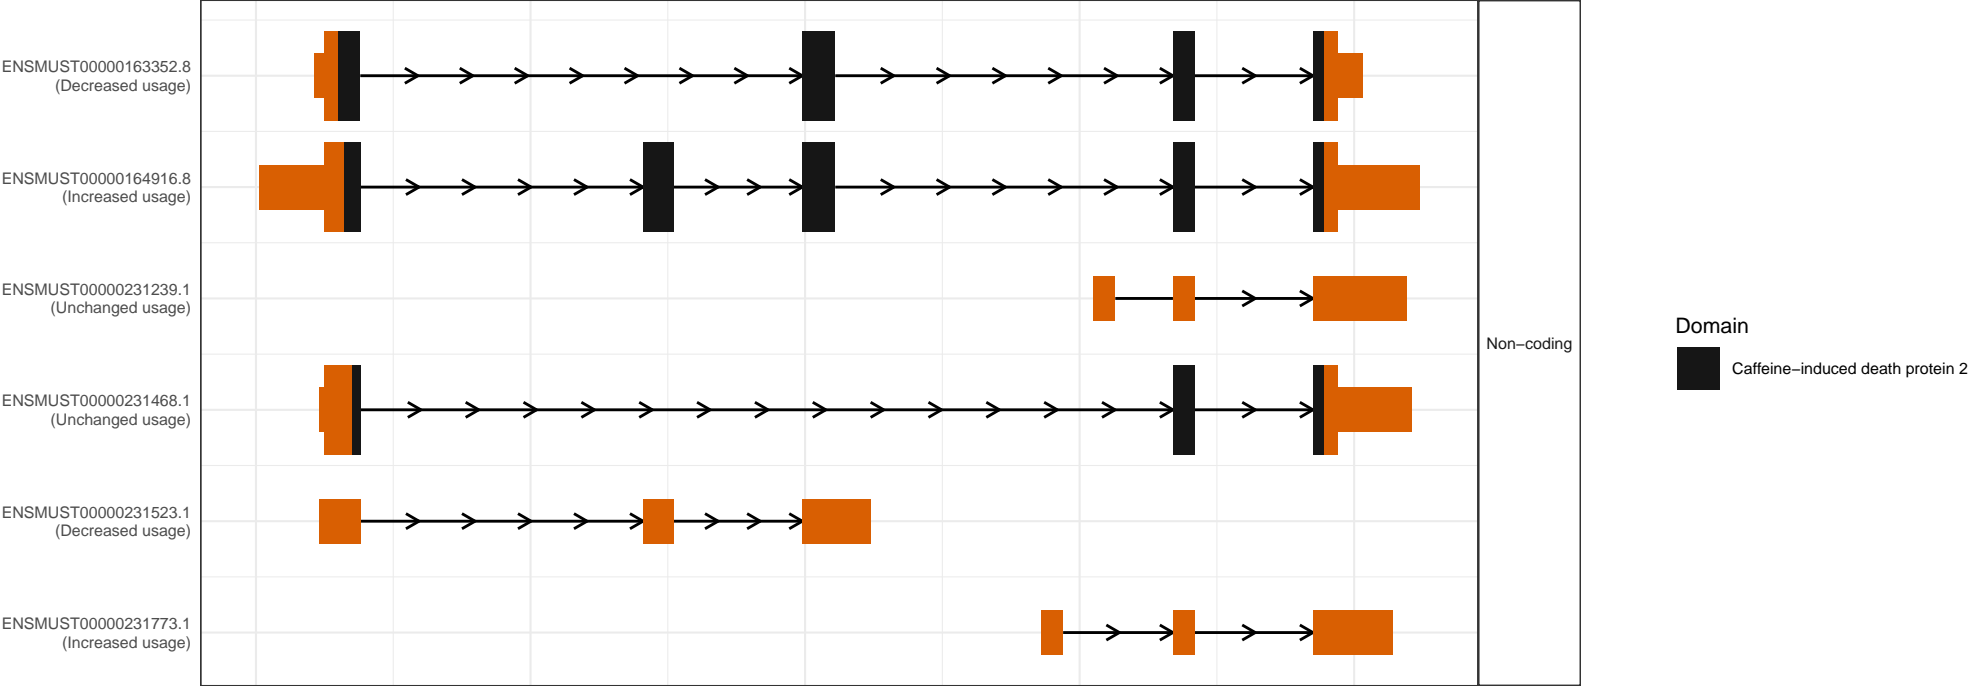 ENSMUST00000163352.8
(Decreased usage)
ENSMUST00000164916.8
(Increased usage)
ENSMUST00000231239.1
(Unchanged usage)
ENSMUST00000231468.1
(Unchanged usage)
ENSMUST00000231523.1
(Decreased usage)
ENSMUST00000231773.1
(Increased usage)
Non−coding
Domain
Caffeine−induced death protein 2